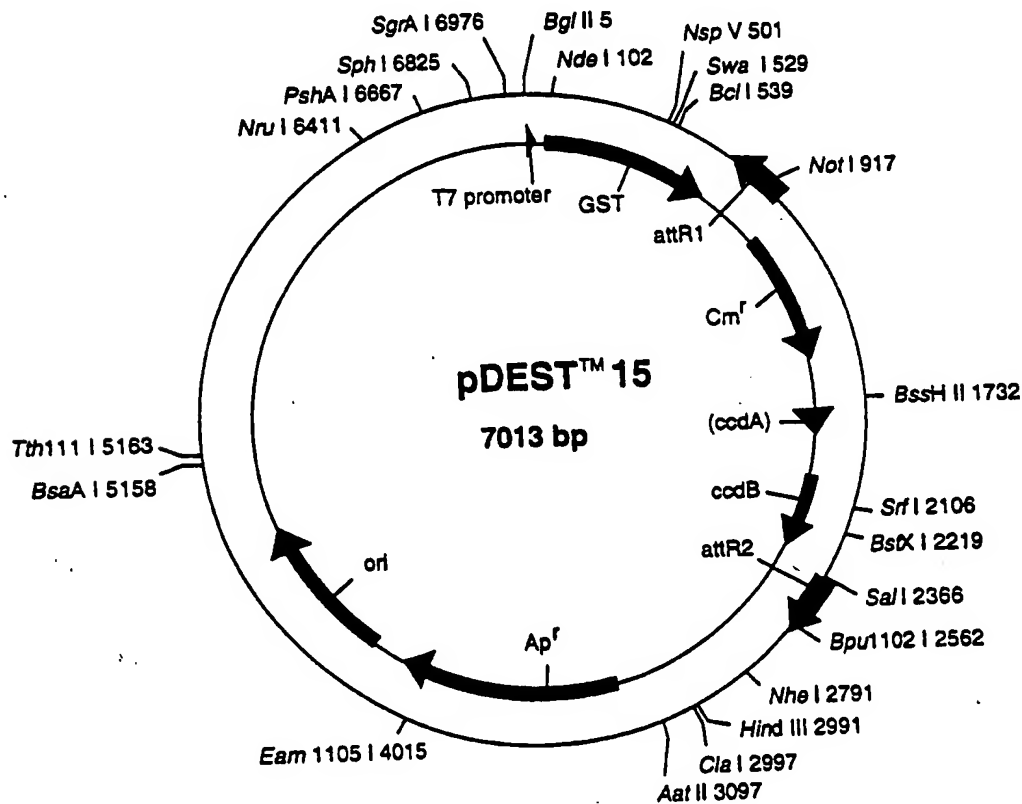 SgrA I 6976
Bgl II 5
Nsp V 501
Sph I 6825
Nde I 102
Swa I 529
PshA I 6667
Bcl I 539
Nru I 6411
Not I 917
T7 promoter
GST
attR1
Cmʳ
pDEST™ 15
7013 bp
BssH II 1732
(ccdA)
Tth111 I 5163
BsaA I 5158
ccdB
Srf I 2106
BstX I 2219
attR2
ori
Sal I 2366
Bpu1102 I 2562
Apʳ
Nhe I 2791
Hind III 2991
Eam 1105 I 4015
Cla I 2997
Aat II 3097